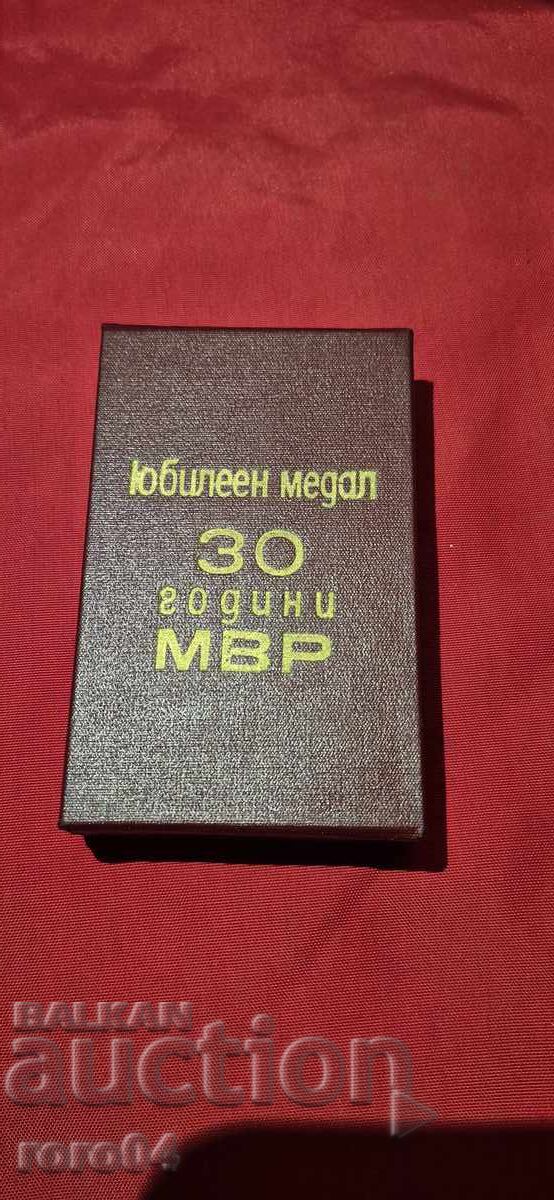 Юбилеен медал
30
години
МВР
BALKAN
auction
roro04